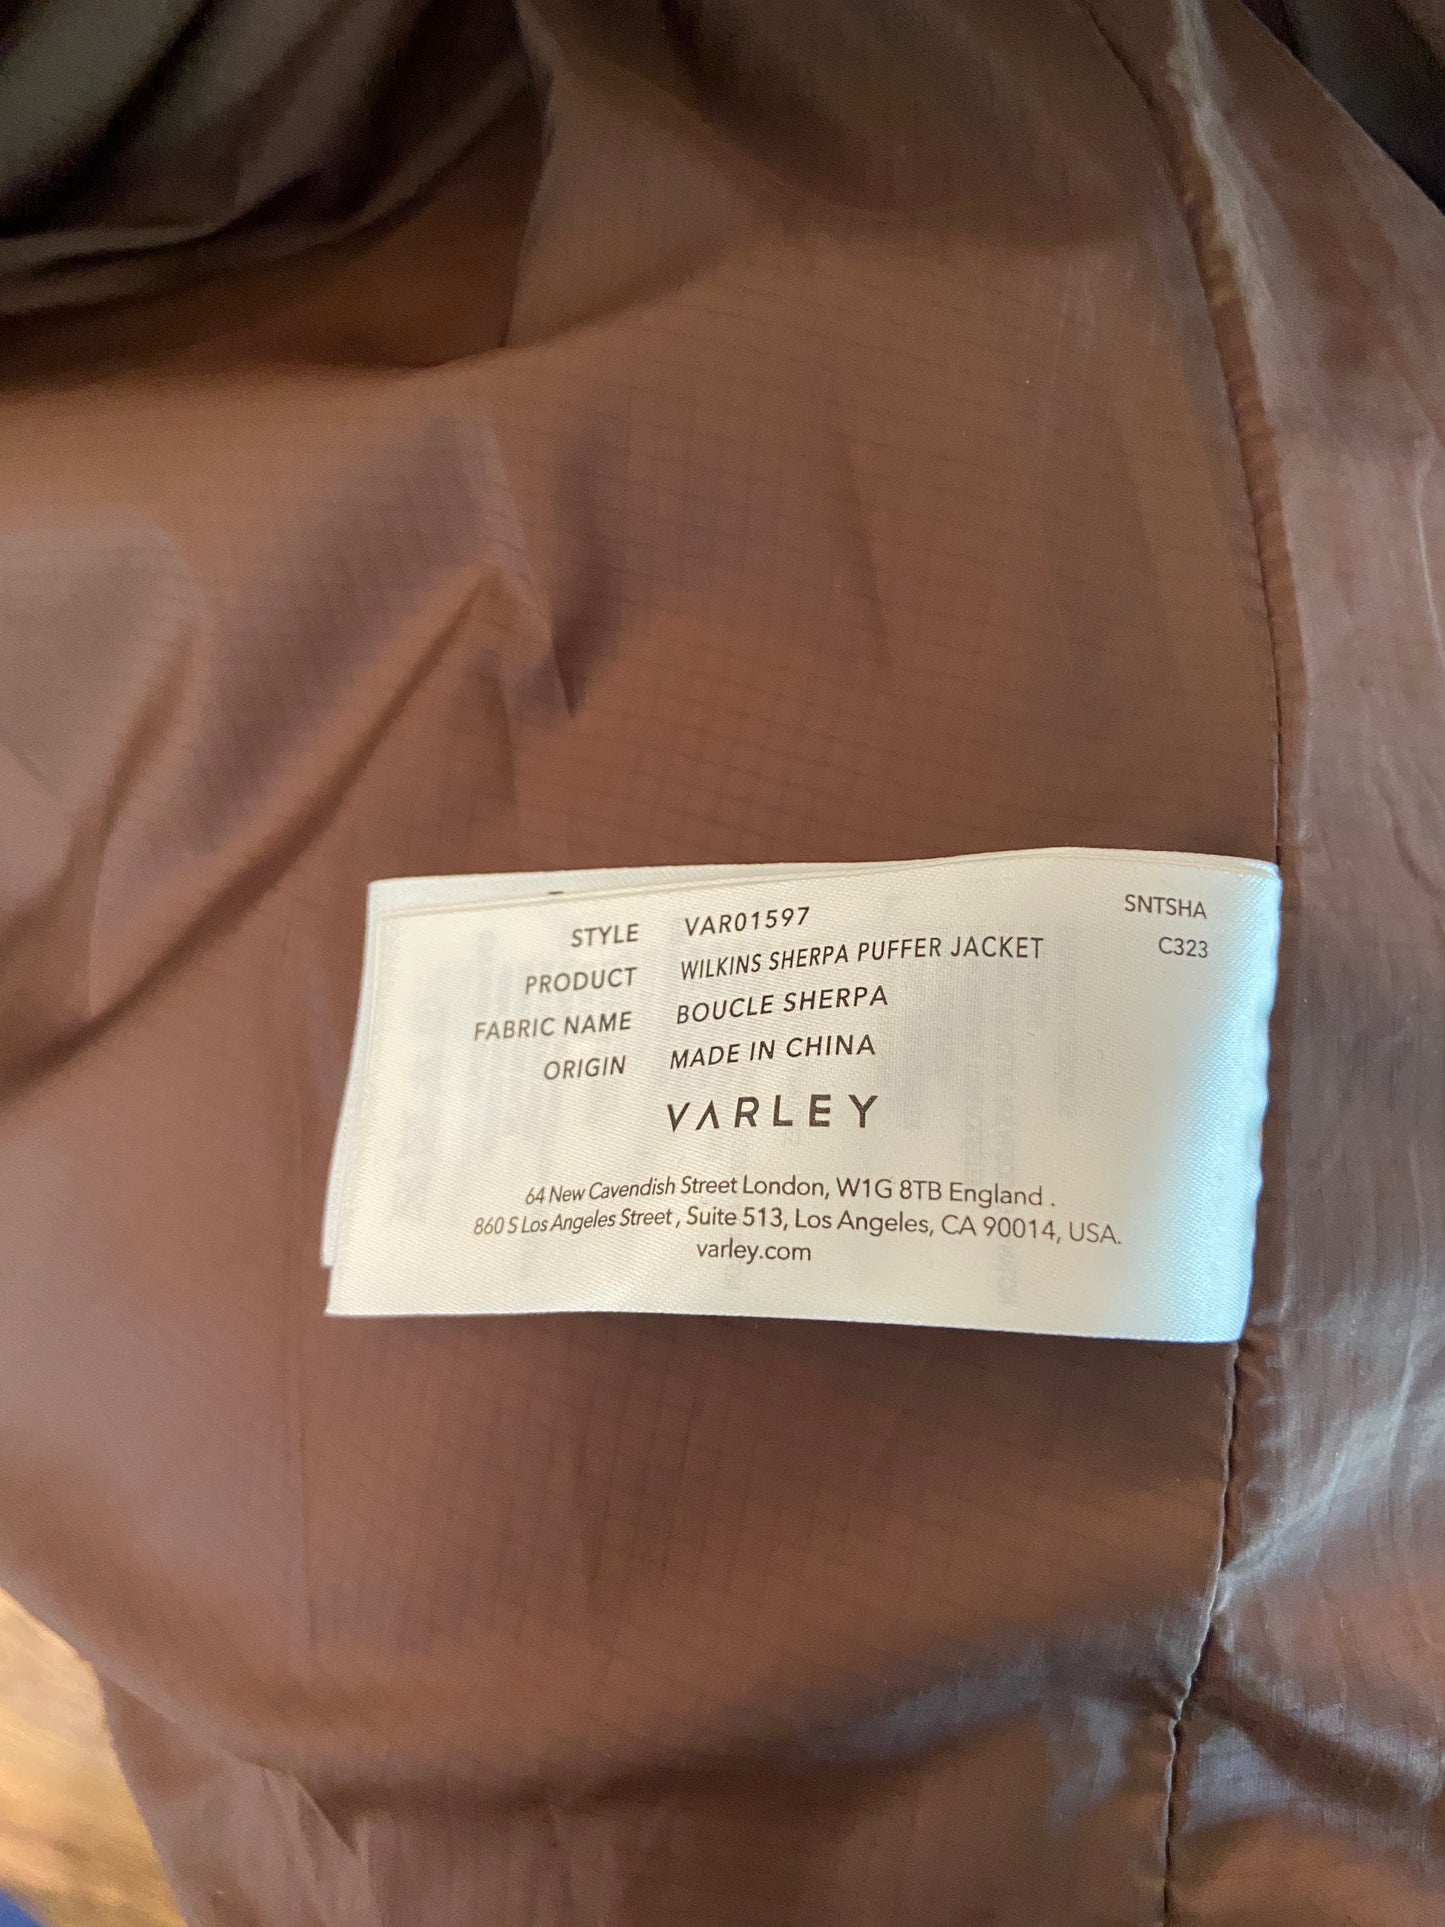 STYLE VAR01597 SNTSHA
PRODUCT WILKINS SHERPA PUFFER JACKET C323
FABRIC NAME BOUCLE SHERPA
ORIGIN MADE IN CHINA
VARLEY
64 New Cavendish Street London, W1G 8TB England .
860 S Los Angeles Street , Suite 513, Los Angeles, CA 90014, USA.
varley.com